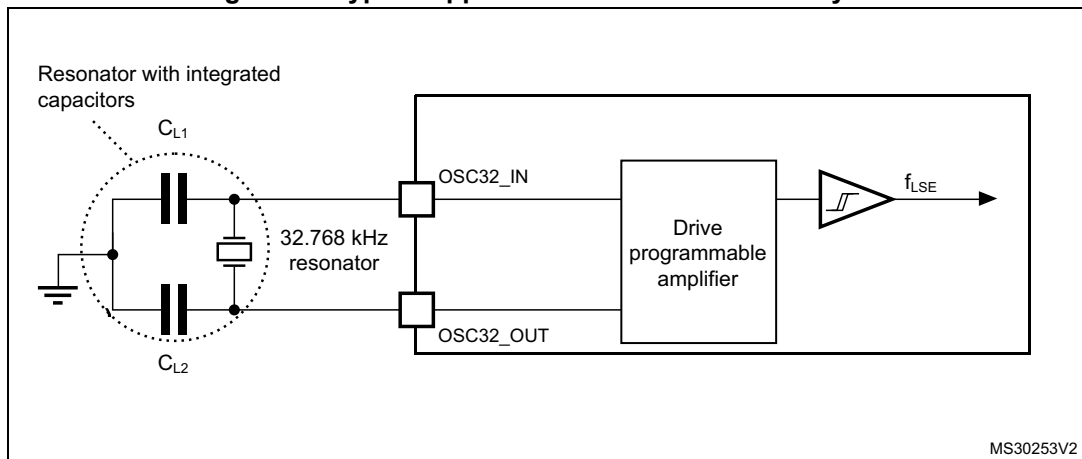 Resonator with integrated
capacitors
CL1
OSC32_IN
fLSE
32.768 kHz
resonator
Drive
programmable
amplifier
OSC32_OUT
CL2
MS30253V2